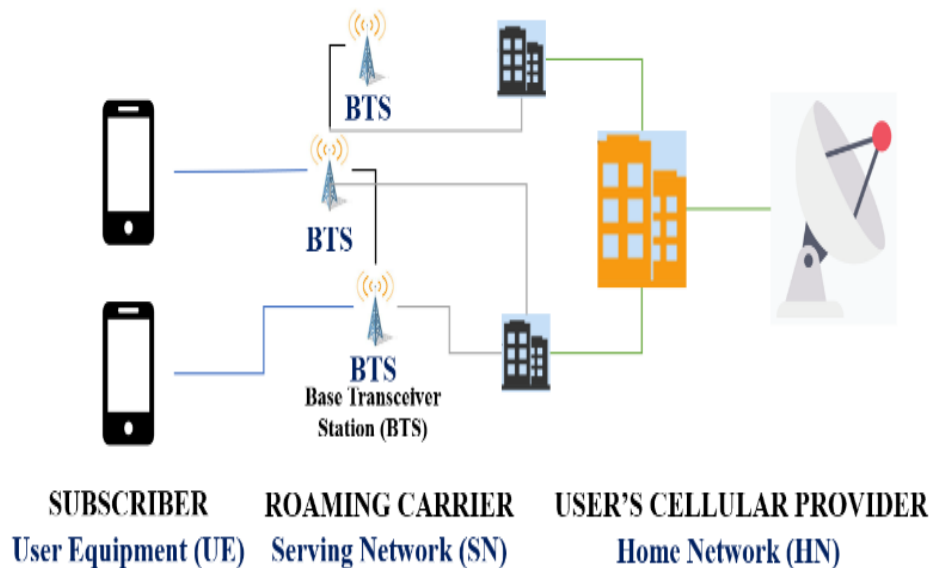 BTS
BTS
BTS
Base Transceiver
Station (BTS)
SUBSCRIBER
User Equipment (UE)
ROAMING CARRIER
Serving Network (SN)
USER'S CELLULAR PROVIDER
Home Network (HN)